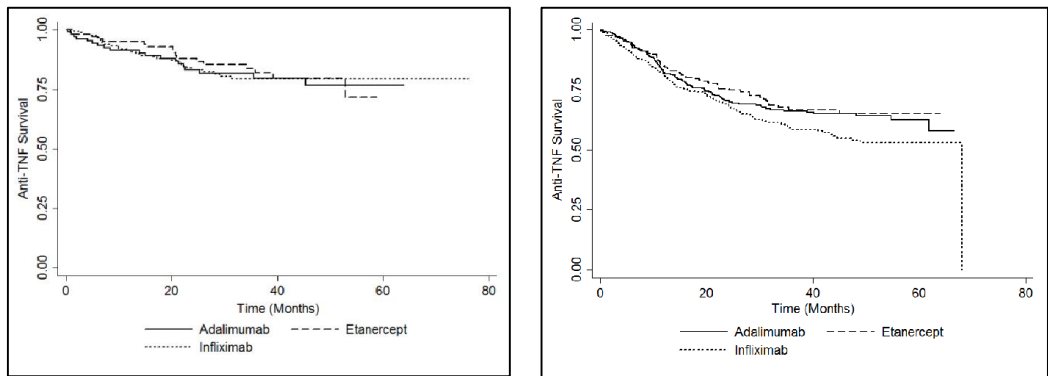 1.00
0.75
0.50
0.25
0.00
Anti-TNF Survival
0 20 40 60 80
Time (Months)
Adalimumab Etanercept
Infliximab
1.00
0.75
0.50
0.25
0.00
Anti-TNF Survival
0 20 40 60 80
Time (Months)
Adalimumab Etanercept
Infliximab